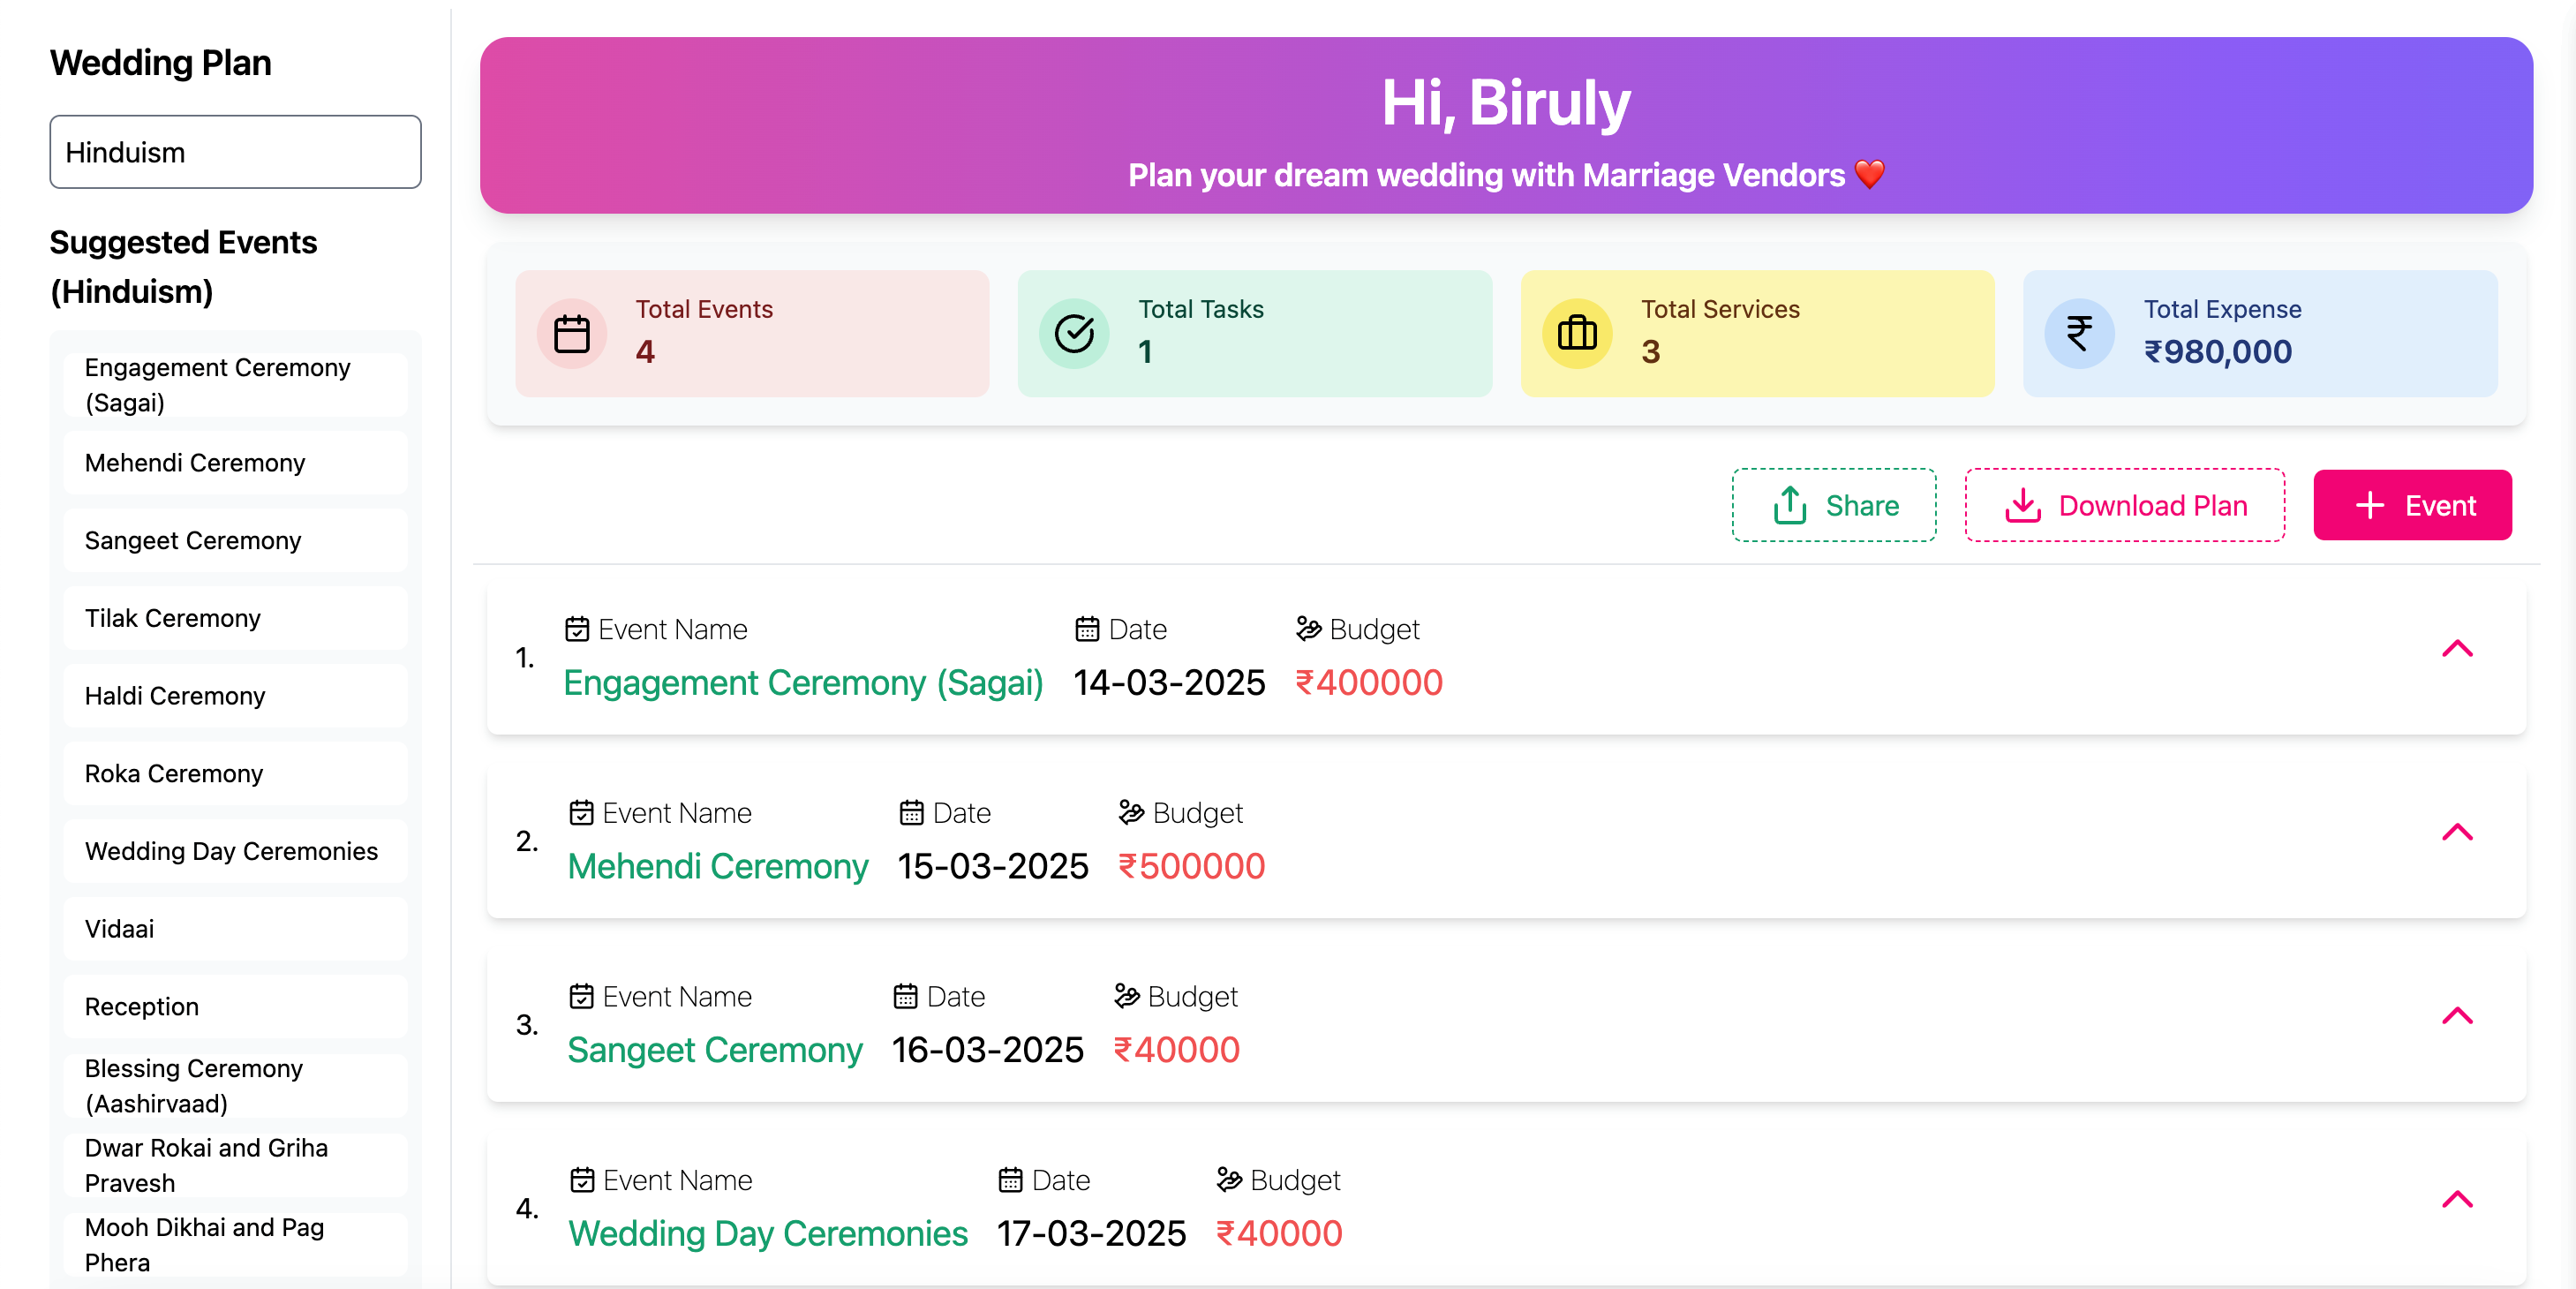 Wedding Plan
Hinduism
Suggested Events
(Hinduism)
Engagement Ceremony
(Sagai)
Mehendi Ceremony
Sangeet Ceremony
Tilak Ceremony
Haldi Ceremony
Roka Ceremony
Wedding Day Ceremonies
Vidaai
Reception
Blessing Ceremony
(Aashirvaad)
Dwar Rokai and Griha
Pravesh
Mooh Dikhai and Pag
Phera
Hi, Biruly
Plan your dream wedding with Marriage Vendors ❤️
Total Events
4
Total Tasks
1
Total Services
3
Total Expense
₹980,000
Share
Download Plan
+ Event
1.
Event Name Date Budget
Engagement Ceremony (Sagai) 14-03-2025 ₹400000
2.
Event Name Date Budget
Mehendi Ceremony 15-03-2025 ₹500000
3.
Event Name Date Budget
Sangeet Ceremony 16-03-2025 ₹40000
4.
Event Name Date Budget
Wedding Day Ceremonies 17-03-2025 ₹40000